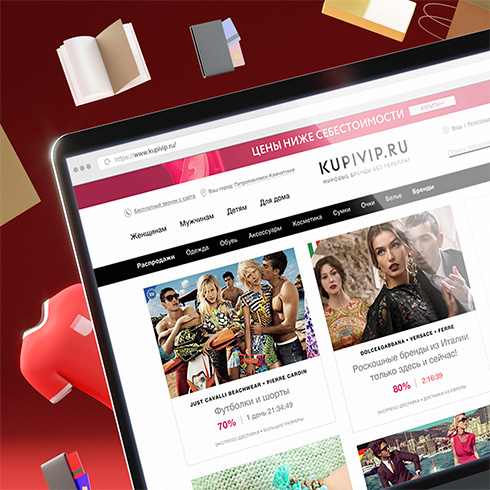 https://www.kupivip.ru/
ЦЕНЫ НИЖЕ СЕБЕСТОИМОСТИ
KUPIVIP.RU
МИРОВЫЕ БРЕНДЫ БЕЗ ПЕРЕПЛАТ
Бесплатный звонок с сайта
Ваш город: Петропавловск-Камчатский
Вход
Женщинам Мужчинам Детям Для дома
Распродажи Одежда Обувь Аксессуары Косметика Сумки Очки Белье Бренды
JUST CAVALLI BEACHWEAR • PIERRE CARDIN
Футболки и шорты
70% 1 день 21:34:49
ЭКСПРЕСС-ДОСТАВКА • БОЛЬШИЕ РАЗМЕРЫ
DOLCE&GABBANA • VERSACE • FERRE
Роскошные бренды из Италии
только здесь и сейчас!
80% 2:16:39
ЭКСПРЕСС-ДОСТАВКА • ДОСТАВКА ИЗ ЕВРОПЫ